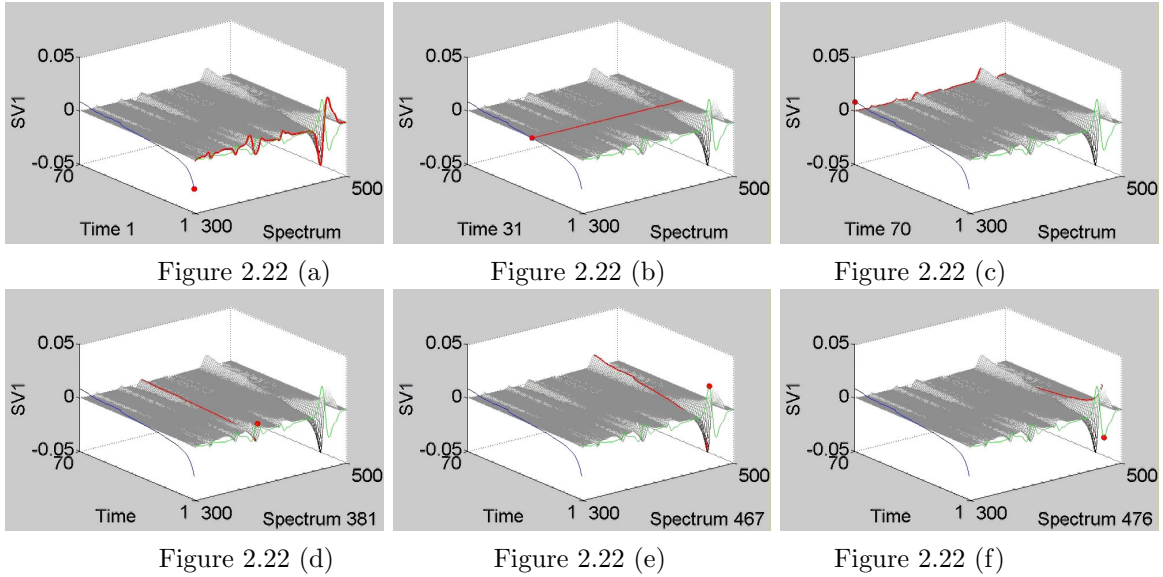 0.05
0
-0.05
SV1
70
Time 1
1 300
Spectrum
500
0.05
0
-0.05
SV1
70
Time 31
1 300
Spectrum
500
0.05
0
-0.05
SV1
70
Time 70
1 300
Spectrum
500
Figure 2.22 (a)
Figure 2.22 (b)
Figure 2.22 (c)
0.05
0
-0.05
SV1
70
Time
1 300
Spectrum 381
500
0.05
0
-0.05
SV1
70
Time
1 300
Spectrum 467
500
0.05
0
-0.05
SV1
70
Time
1 300
Spectrum 476
500
Figure 2.22 (d)
Figure 2.22 (e)
Figure 2.22 (f)